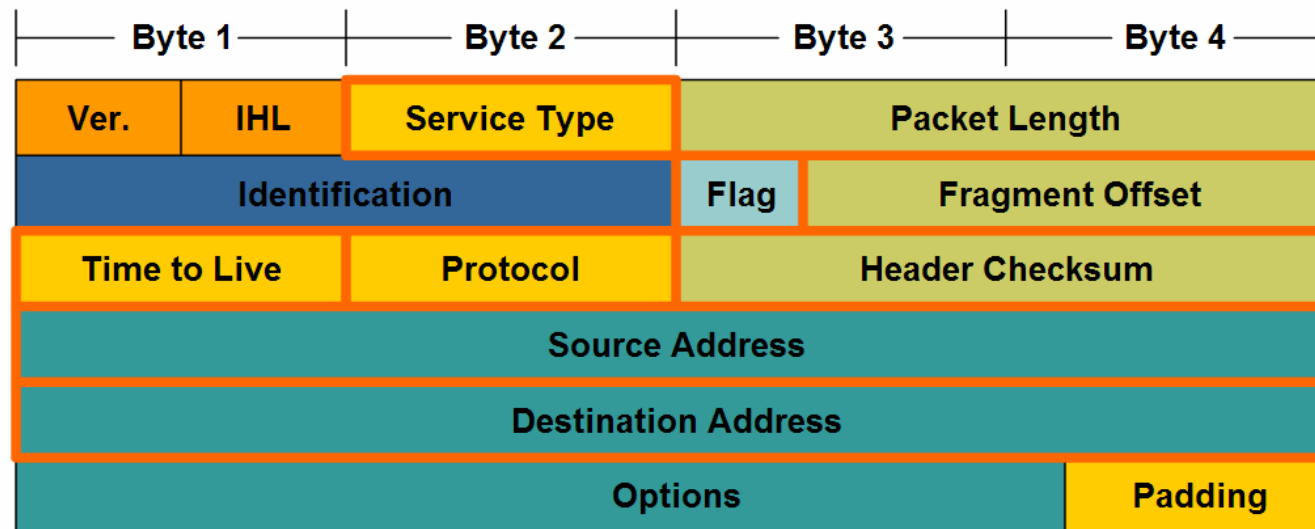 Byte 1 Byte 2 Byte 3 Byte 4
Ver. IHL Service Type Packet Length
Identification Flag Fragment Offset
Time to Live Protocol Header Checksum
Source Address
Destination Address
Options Padding